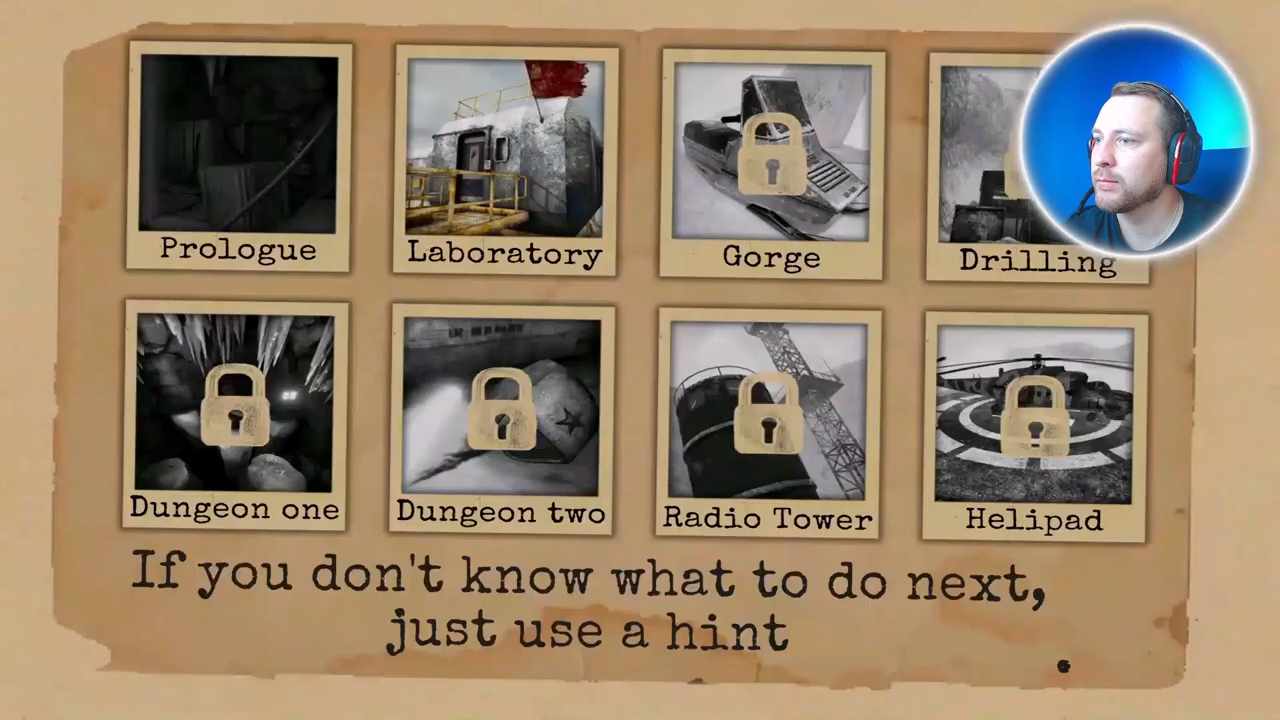 Prologue
Laboratory
Gorge
Drilling
Dungeon one
Dungeon two
Radio Tower
Helipad
If you don't know what to do next,
just use a hint